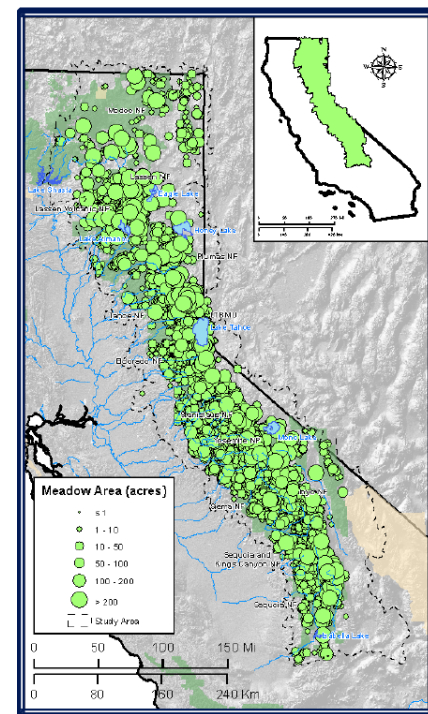 N
W E
S
Modoc NF
Lassen NF
Lake Shasta
Eagle Lake
Lassen Volcanic NP
Lake Almanor
Honey Lake
Plumas NF
Tahoe NF
LTBMU
Lake Tahoe
Eldorado NF
Stanislaus NF
Mono Lake
Yosemite NP
Inyo NF
Sierra NF
Sequoia and
Kings Canyon NP
Sequoia NF
Isabella Lake
Meadow Area (acres)
≤ 1
1 - 10
10 - 50
50 - 100
100 - 200
> 200
Study Area
0 50 100 150 Mi
0 80 160 240 Km